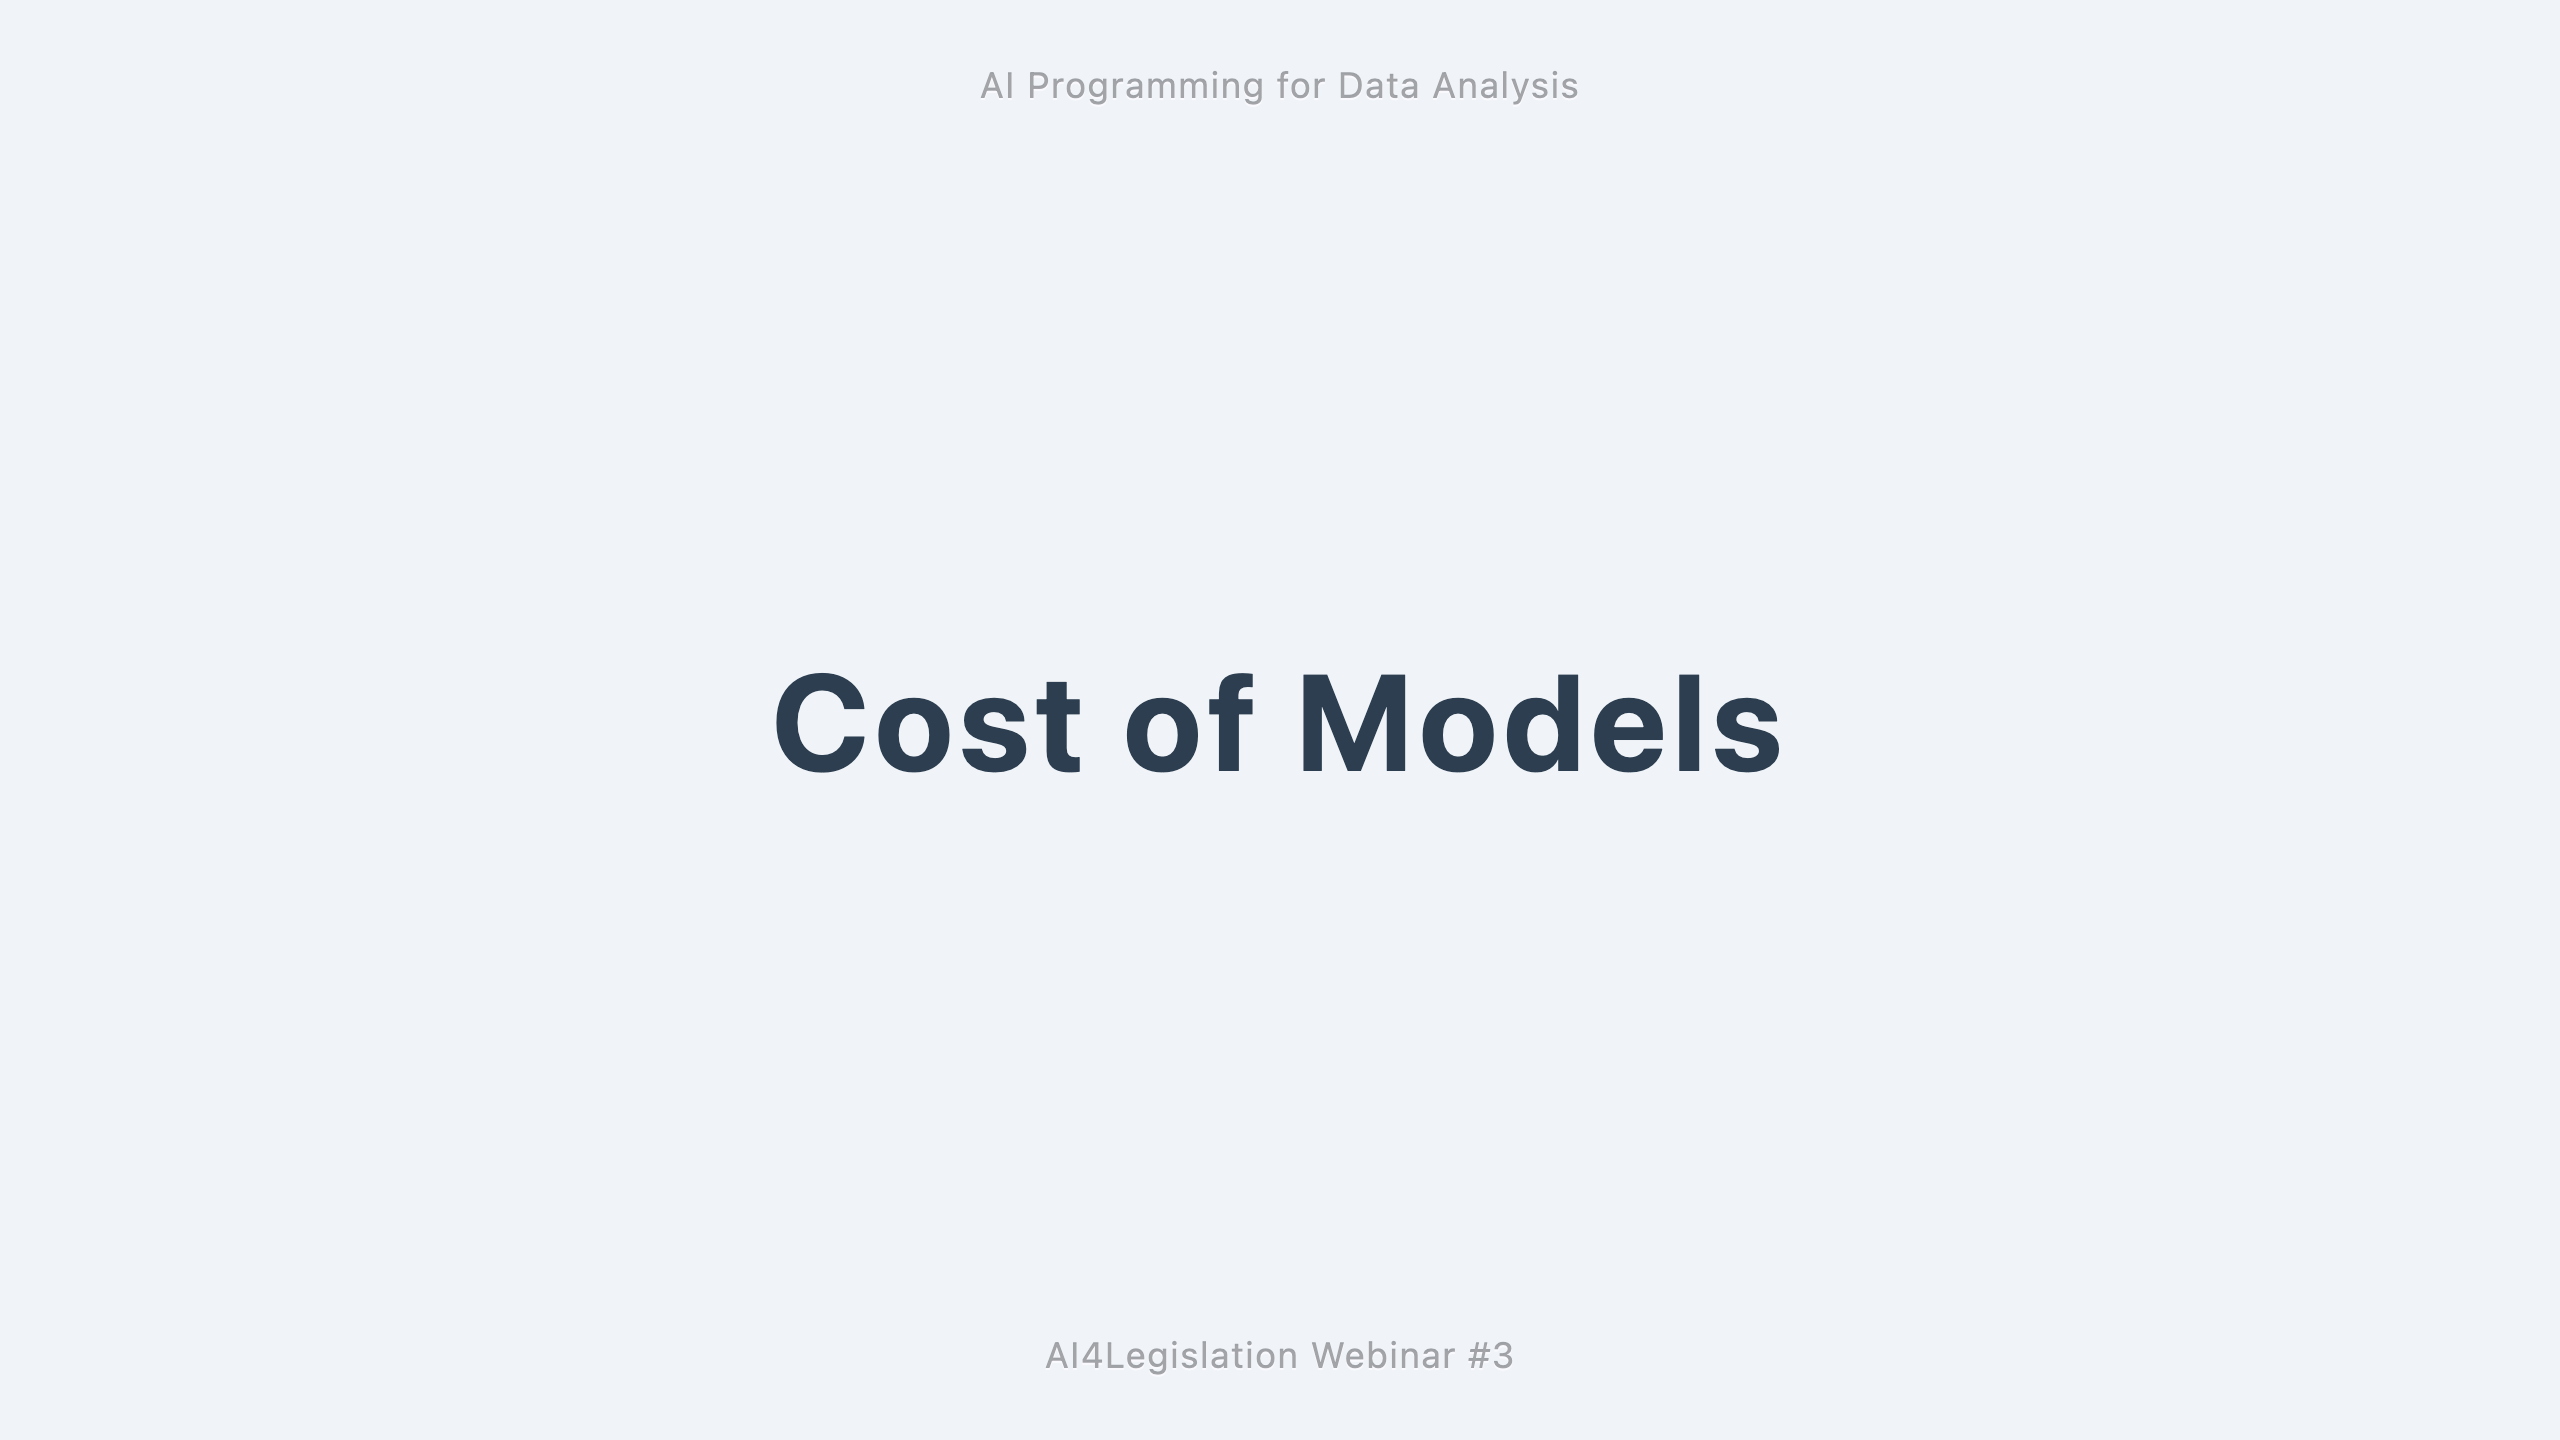 AI Programming for Data Analysis
Cost of Models
AI4Legislation Webinar #3